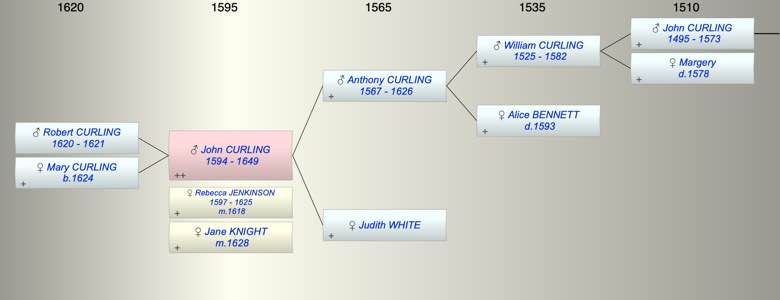 1620 1595 1565 1535 1510
♂ Robert CURLING
1620 - 1621
♀ Mary CURLING
b.1624
+
♂ John CURLING
1594 - 1649
++
♀ Rebecca JENKINSON
1597 - 1625
m.1618
+
♀ Jane KNIGHT
m.1628
+
♂ Anthony CURLING
1567 - 1626
+
♀ Judith WHITE
+
♂ William CURLING
1525 - 1582
+
♀ Alice BENNETT
d.1593
+
♂ John CURLING
1495 - 1573
+
♀ Margery
d.1578
+